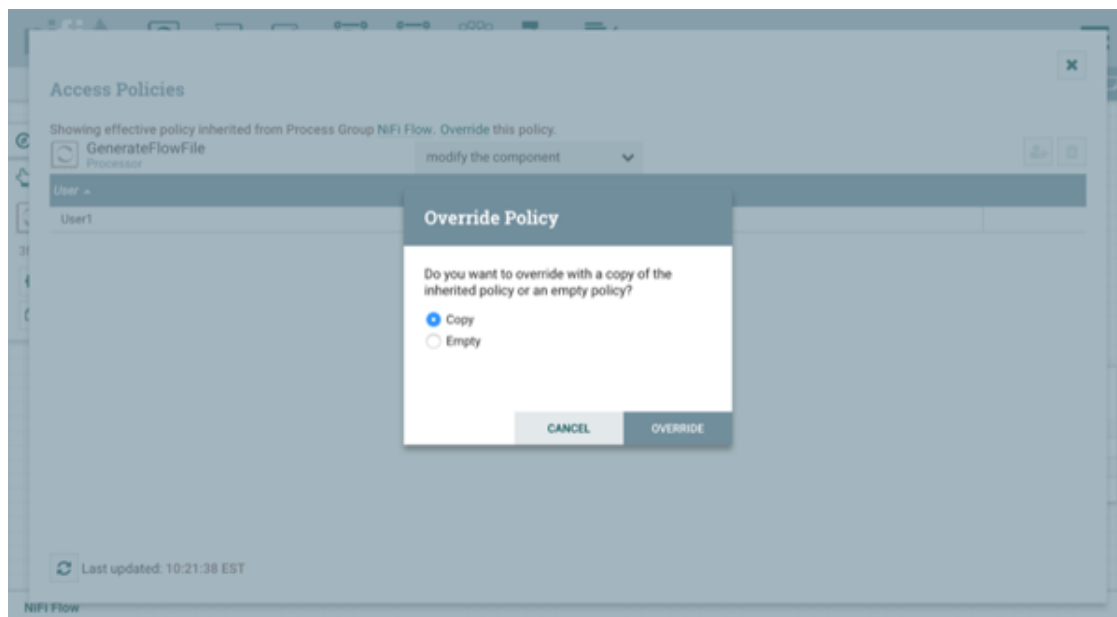 Access Policies
Showing effective policy inherited from Process Group NiFi Flow. Override this policy.
GenerateFlowFile
Processor
modify the component
User
User1
Override Policy
Do you want to override with a copy of the
inherited policy or an empty policy?
Copy
Empty
CANCEL
OVERRIDE
Last updated: 10:21:38 EST
NiFi Flow